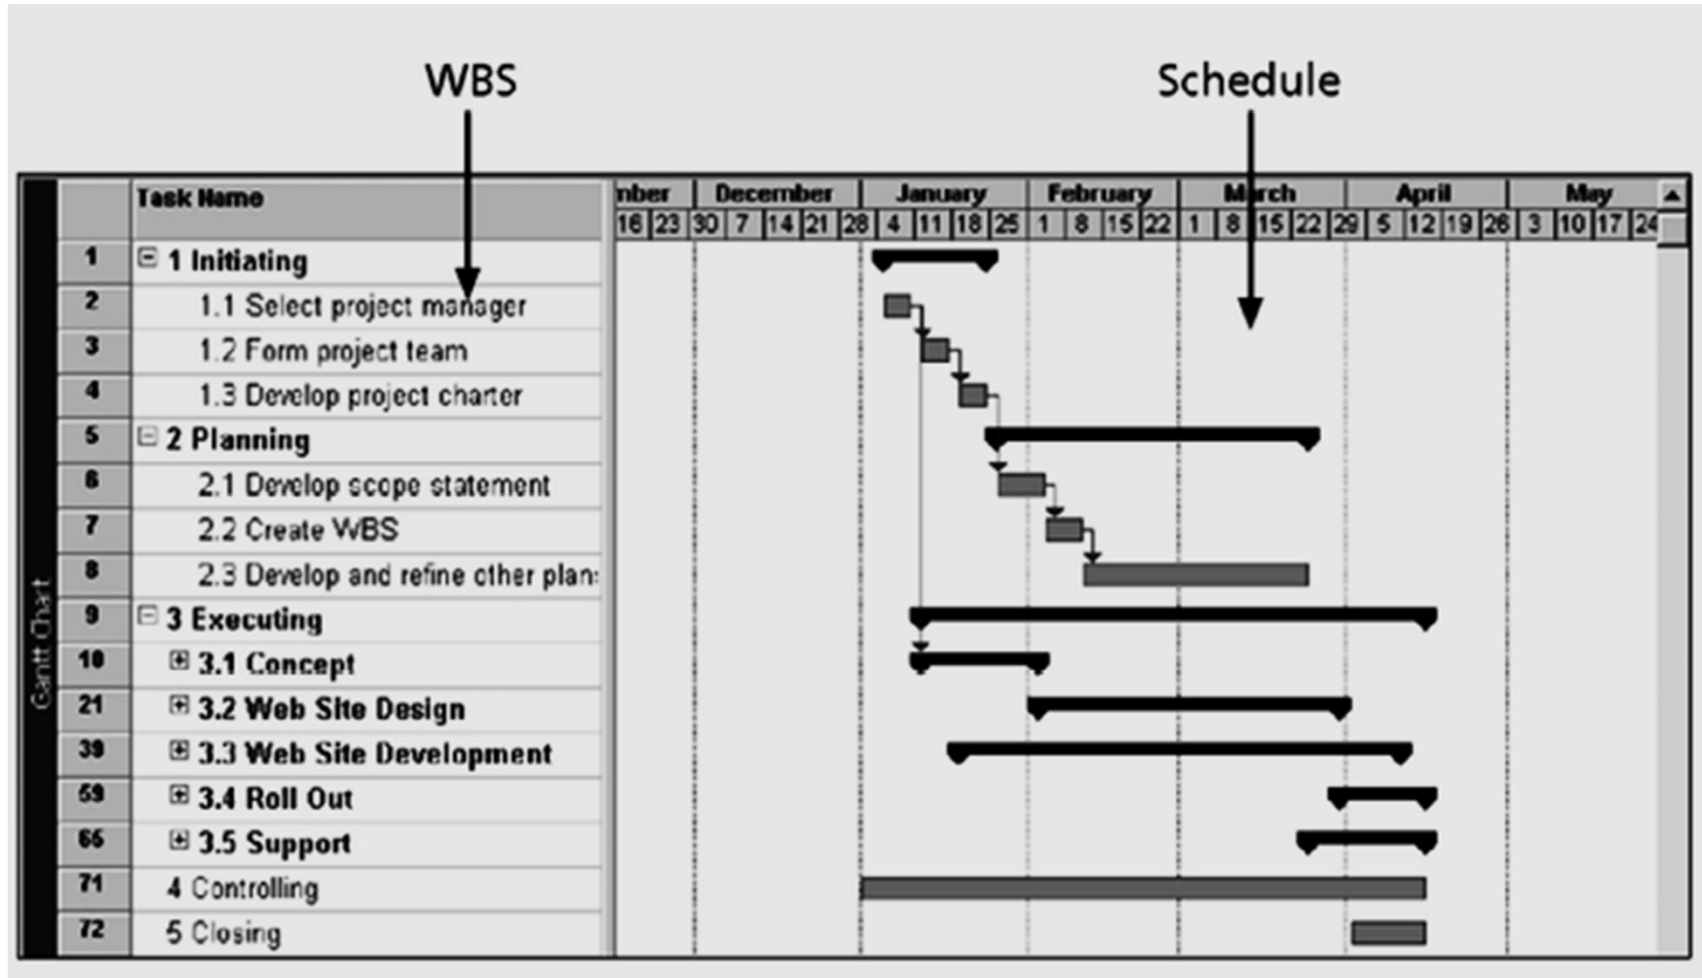 WBS Schedule
Task Name mber December January February March April May
16 23 30 7 14 21 28 4 11 18 25 1 8 15 22 1 8 15 22 29 5 12 19 26 3 10 17 24
1 1 Initiating
2 1.1 Select project manager
3 1.2 Form project team
4 1.3 Develop project charter
5 2 Planning
6 2.1 Develop scope statement
7 2.2 Create WBS
8 2.3 Develop and refine other plan
9 3 Executing
10 3.1 Concept
21 3.2 Web Site Design
39 3.3 Web Site Development
59 3.4 Roll Out
65 3.5 Support
71 4 Controlling
72 5 Closing
Gantt Chart